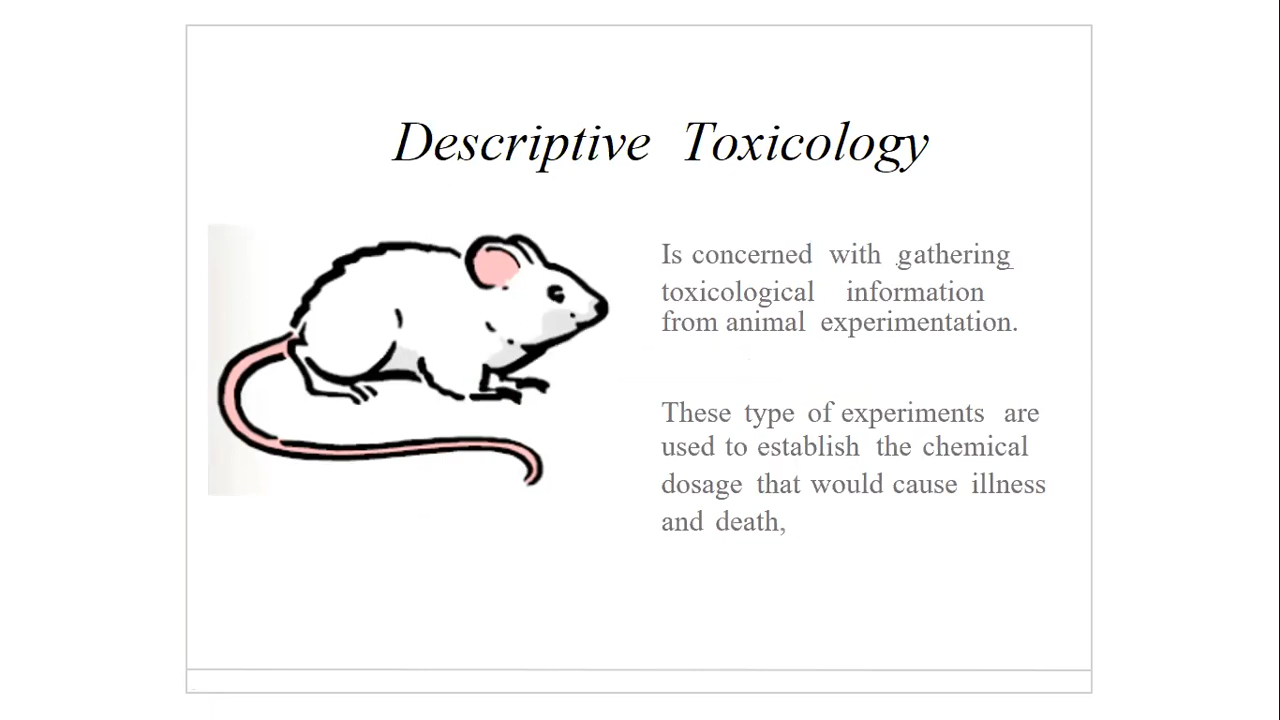 Descriptive Toxicology
Is concerned with gathering
toxicological information
from animal experimentation.
These type of experiments are
used to establish the chemical
dosage that would cause illness
and death,